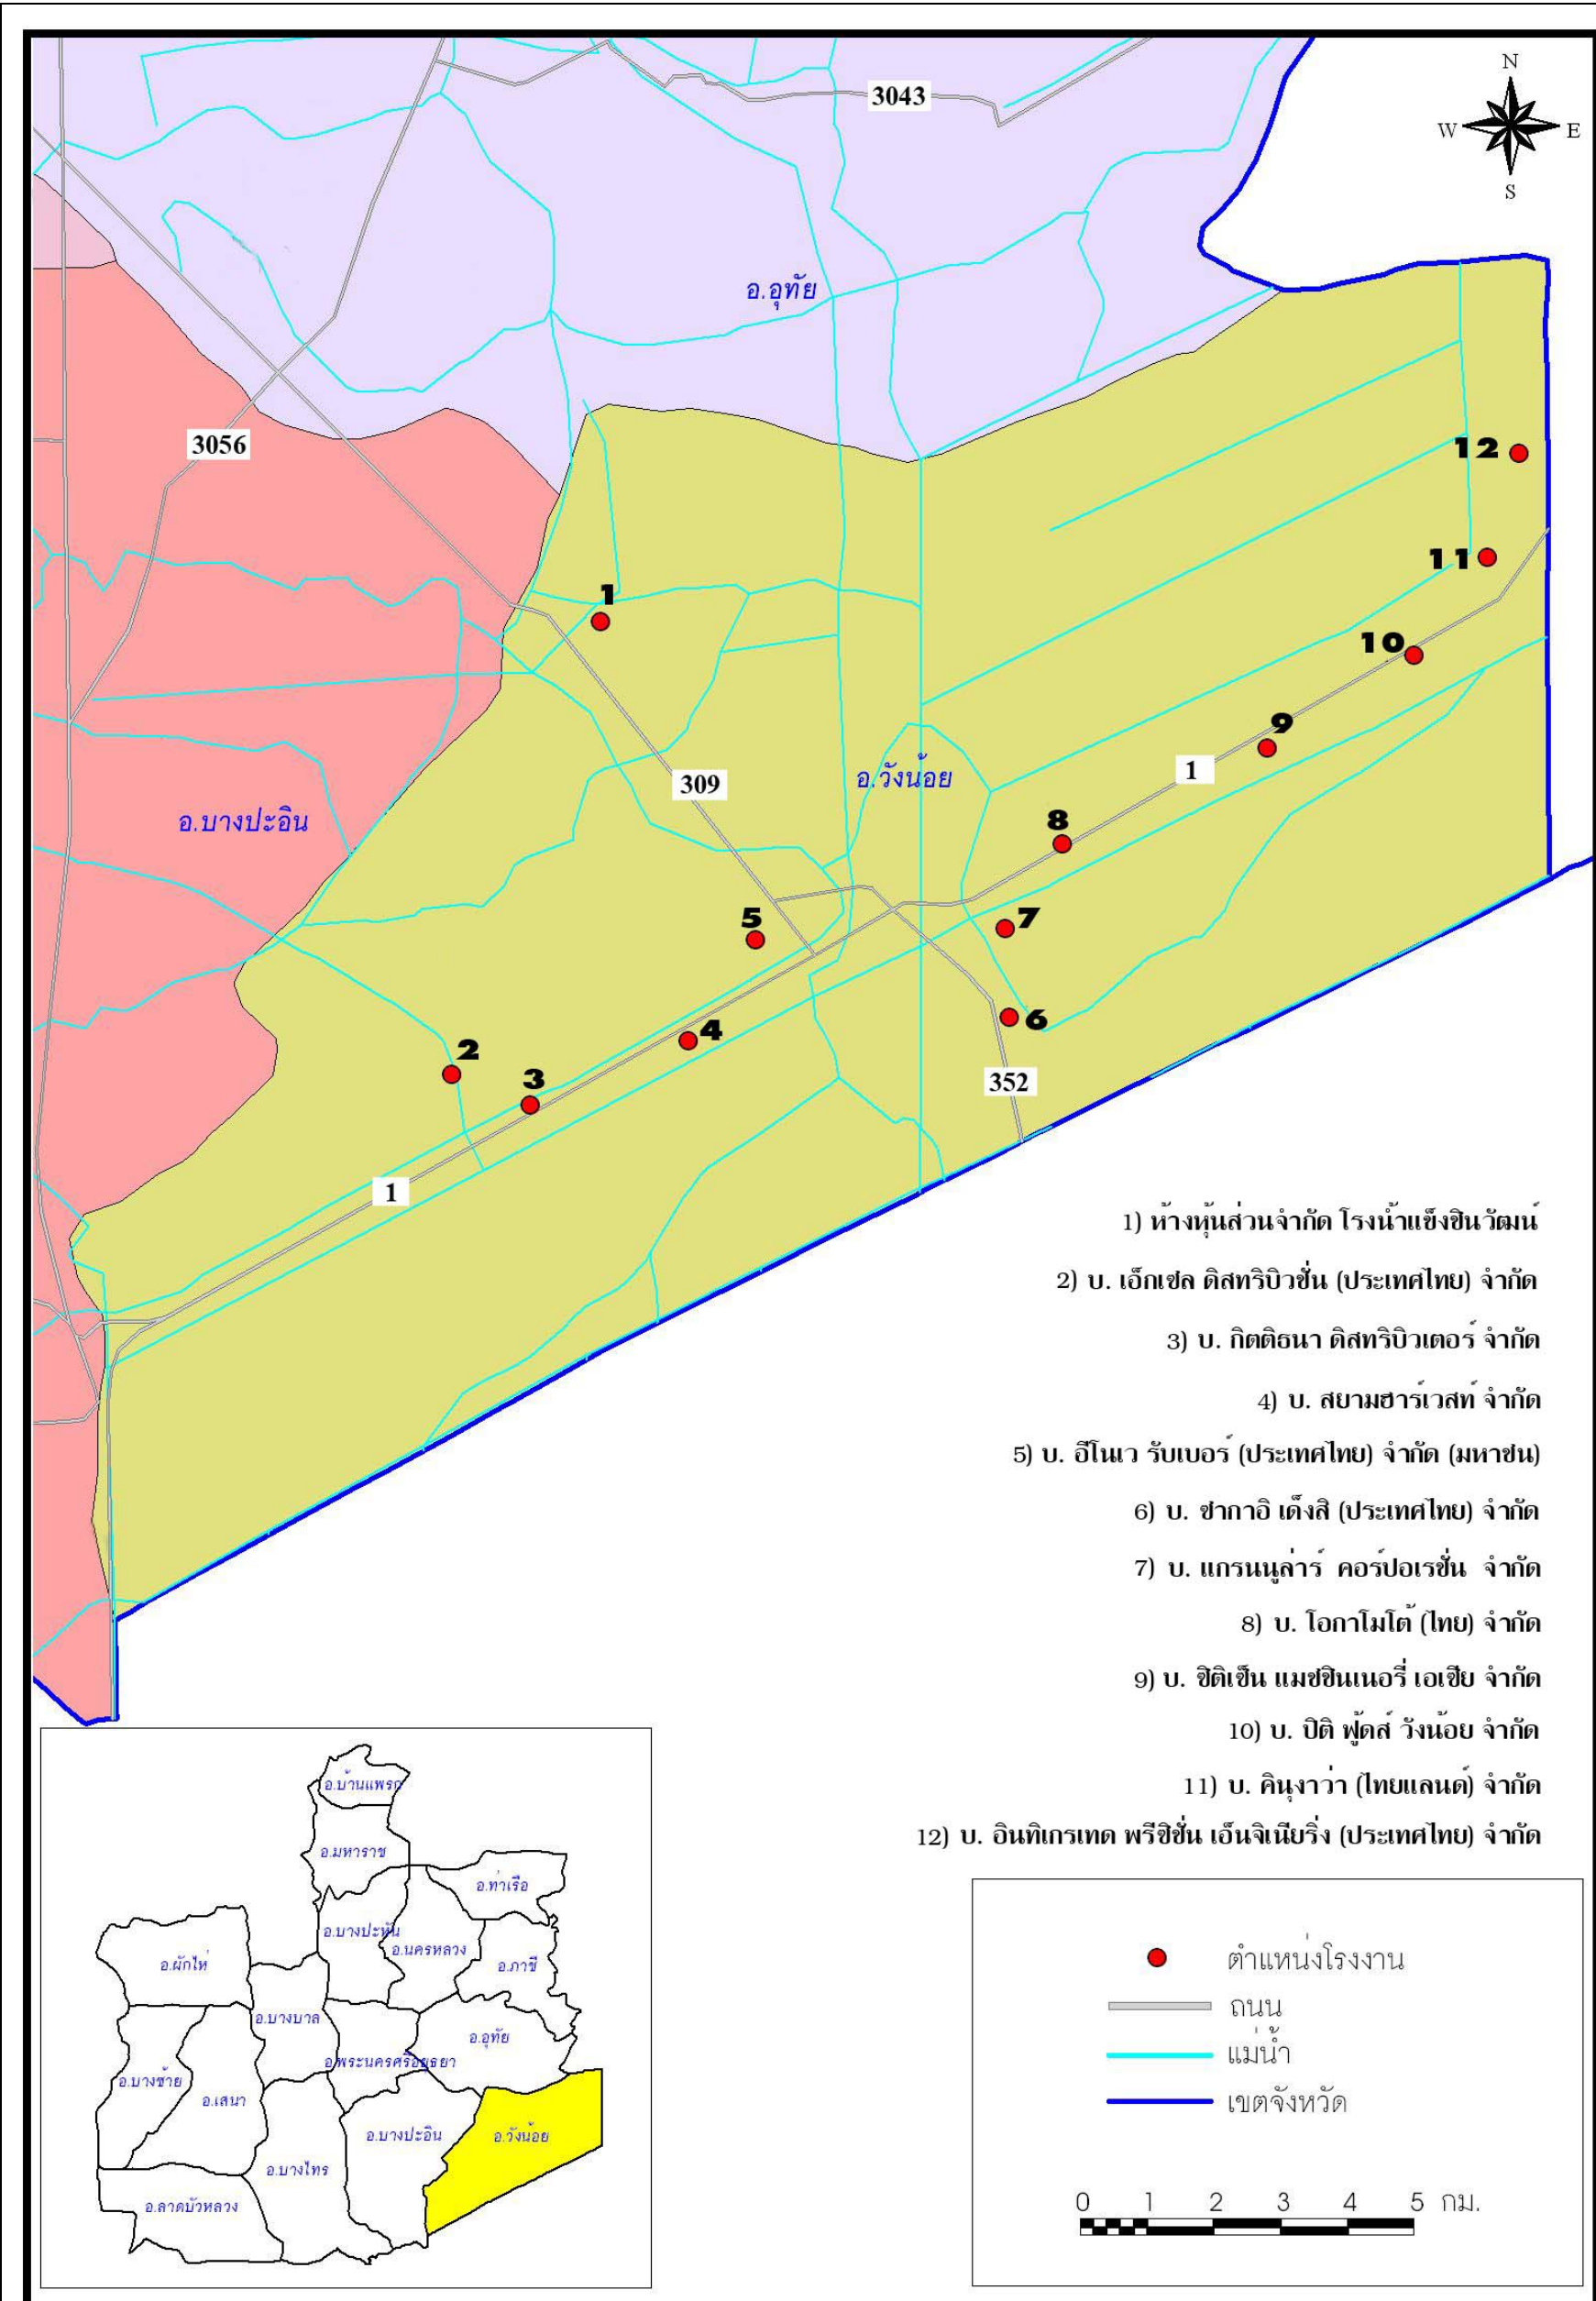 N
3043
W E
S
อ.อุทัย
3056
12
11
1
10
9
309
อ.วังน้อย
1
อ.บางปะอิน
8
5
7
6
4
2
3
352
1
1) ห้างหุ้นส่วนจำกัด โรงน้ำแข็งชินวัฒน์
2) บ. เอ็กเซล ดิสทริบิวชั่น (ประเทศไทย) จำกัด
3) บ. กิตติธนา ดิสทริบิวเตอร์ จำกัด
4) บ. สยามฮาร์เวสท์ จำกัด
5) บ. อีโนเว รับเบอร์ (ประเทศไทย) จำกัด (มหาชน)
6) บ. ซากาอิ เด็งสิ (ประเทศไทย) จำกัด
7) บ. แกรนนูล่าร์ คอร์ปอเรชั่น จำกัด
8) บ. โอกาโมโต้ (ไทย) จำกัด
9) บ. ซิติเซ็น แมชชินเนอรี่ เอเซีย จำกัด
10) บ. ปิติ ฟู้ดส์ วังน้อย จำกัด
11) บ. คินุงาว่า (ไทยแลนด์) จำกัด
12) บ. อินทิเกรเทด พรีซิชั่น เอ็นจิเนียริ่ง (ประเทศไทย) จำกัด
อ.บ้านแพรก
อ.มหาราช
อ.ท่าเรือ
อ.บางปะหัน
อ.นครหลวง
อ.ผักไห่
อ.ภาชี
อ.บางบาล
อ.อุทัย
อ.พระนครศรีอยุธยา
อ.บางซ้าย
อ.เสนา
อ.บางปะอิน
อ.วังน้อย
อ.บางไทร
อ.ลาดบัวหลวง
ตำแหน่งโรงงาน
ถนน
แม่น้ำ
เขตจังหวัด
0 1 2 3 4 5 กม.